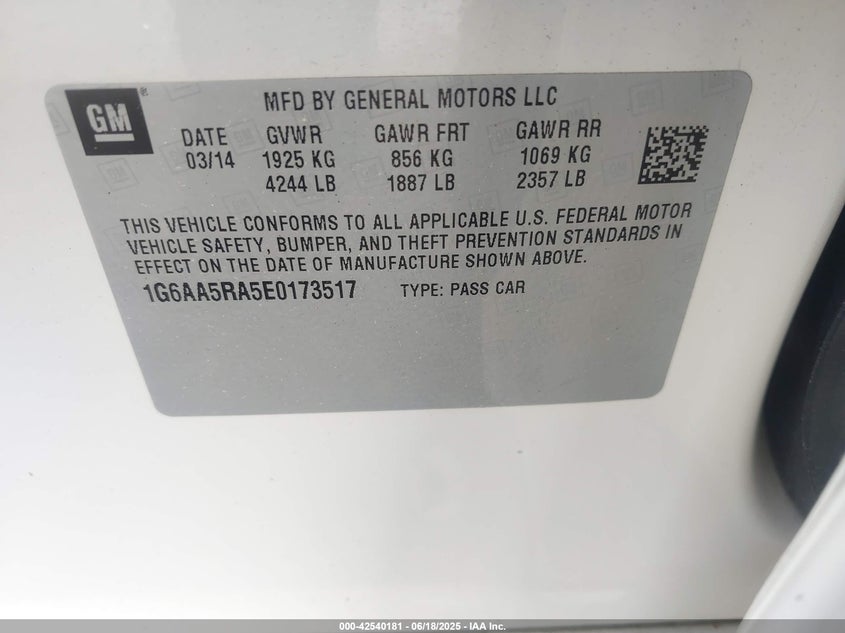 GM
MFD BY GENERAL MOTORS LLC
DATE GVWR GAWR FRT GAWR RR
03/14 1925 KG 856 KG 1069 KG
4244 LB 1887 LB 2357 LB
THIS VEHICLE CONFORMS TO ALL APPLICABLE U.S. FEDERAL MOTOR
VEHICLE SAFETY, BUMPER, AND THEFT PREVENTION STANDARDS IN
EFFECT ON THE DATE OF MANUFACTURE SHOWN ABOVE.
1G6AA5RA5E0173517 TYPE: PASS CAR
000-42540181 - 06/18/2025 - IAA Inc.